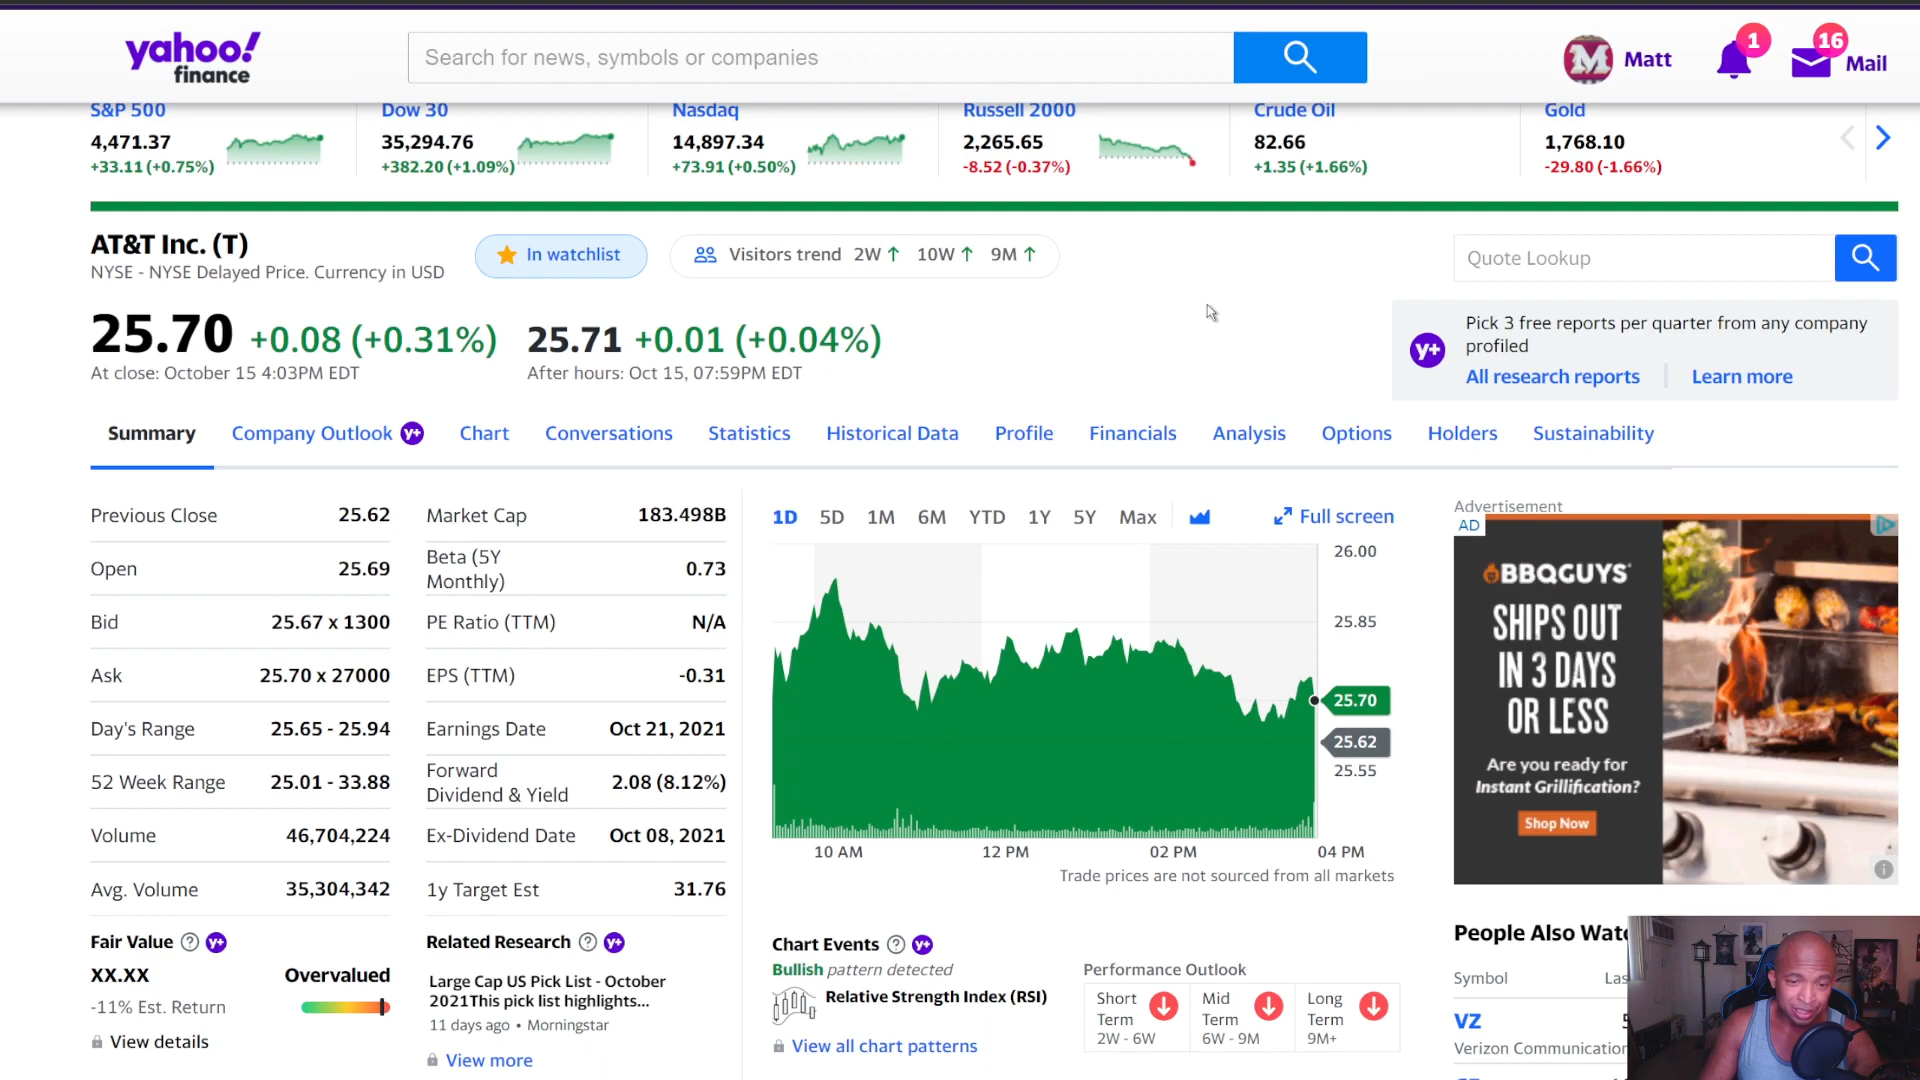 yahoo!
finance
Search for news, symbols or companies
M
Matt
1
16
Mail
S&P 500
4,471.37
+33.11 (+0.75%)
Dow 30
35,294.76
+382.20 (+1.09%)
Nasdaq
14,897.34
+73.91 (+0.50%)
Russell 2000
2,265.65
-8.52 (-0.37%)
Crude Oil
82.66
+1.35 (+1.66%)
Gold
1,768.10
-29.80 (-1.66%)
AT&T Inc. (T)
NYSE - NYSE Delayed Price. Currency in USD
In watchlist
Visitors trend 2W 10W 9M
Quote Lookup
25.70 +0.08 (+0.31%)
At close: October 15 4:03PM EDT
25.71 +0.01 (+0.04%)
After hours: Oct 15, 07:59PM EDT
y+
Pick 3 free reports per quarter from any company
profiled
All research reports
Learn more
Summary
Company Outlook y+
Chart
Conversations
Statistics
Historical Data
Profile
Financials
Analysis
Options
Holders
Sustainability
Previous Close 25.62
Open 25.69
Bid 25.67 x 1300
Ask 25.70 x 27000
Day's Range 25.65 - 25.94
52 Week Range 25.01 - 33.88
Volume 46,704,224
Avg. Volume 35,304,342
Market Cap 183.498B
Beta (5Y
Monthly) 0.73
PE Ratio (TTM) N/A
EPS (TTM) -0.31
Earnings Date Oct 21, 2021
Forward
Dividend & Yield 2.08 (8.12%)
Ex-Dividend Date Oct 08, 2021
1y Target Est 31.76
1D 5D 1M 6M YTD 1Y 5Y Max
Full screen
26.00
25.85
25.70
25.62
25.55
10 AM 12 PM 02 PM 04 PM
Trade prices are not sourced from all markets
Advertisement
AD
BBQGUYS
SHIPS OUT
IN 3 DAYS
OR LESS
Are you ready for
Instant Grillification?
Shop Now
Fair Value ? y+
XX.XX Overvalued
-11% Est. Return
View details
Related Research ? y+
Large Cap US Pick List - October
2021This pick list highlights...
11 days ago • Morningstar
View more
Chart Events ? y+
Bullish pattern detected
Relative Strength Index (RSI)
View all chart patterns
Performance Outlook
Short
Term
2W - 6W
Mid
Term
6W - 9M
Long
Term
9M+
People Also
Symbol
VZ
Verizon